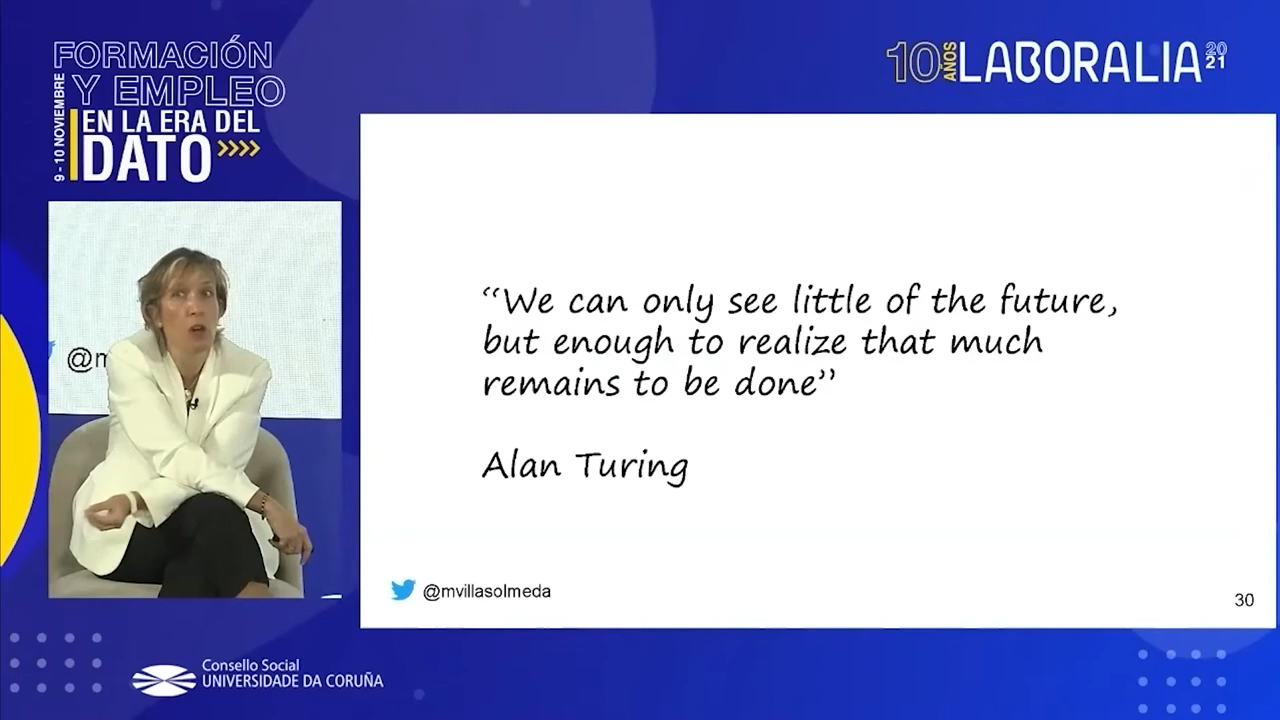 FORMACIÓN
Y EMPLEO
EN LA ERA DEL
DATO
9 - 10 NOVIEMBRE
10 AÑOS LABORALIA 20
21
“We can only see little of the future,
but enough to realize that much
remains to be done”
Alan Turing
@m
@mvillasolmeda
30
Consello Social
UNIVERSIDADE DA CORUÑA